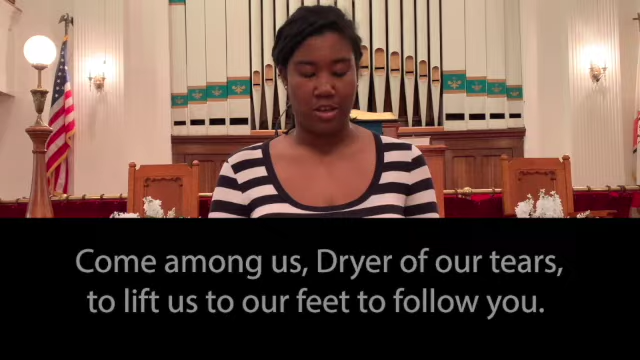 Come among us, Dryer of our tears,
to lift us to our feet to follow you.